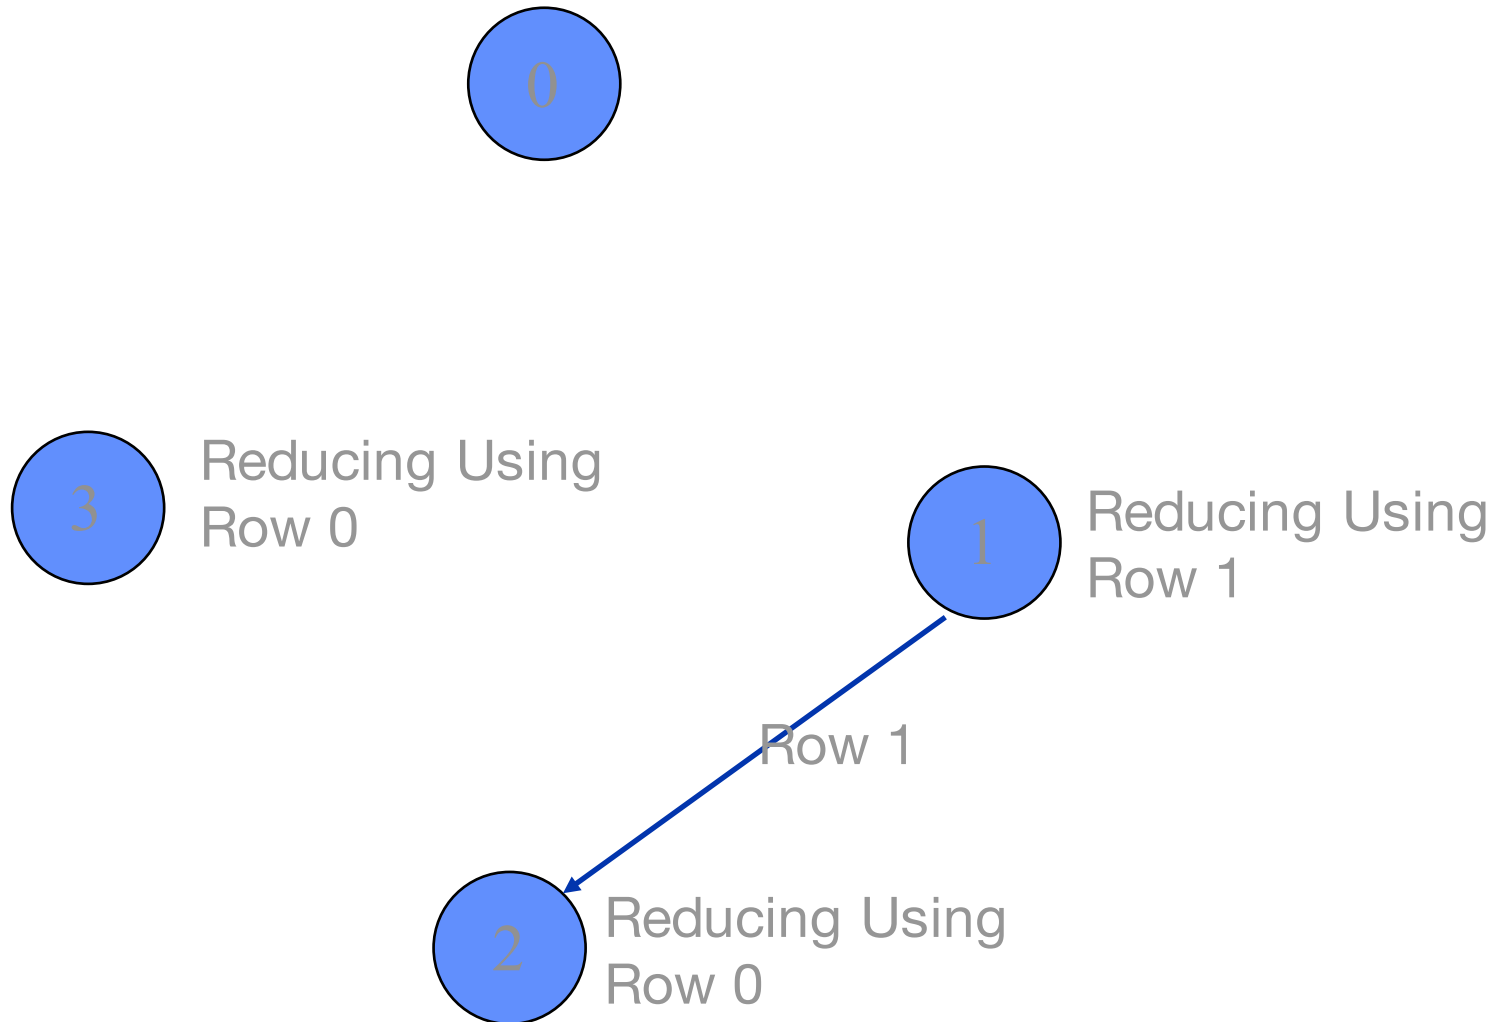 0
3
Reducing Using
Row 0
1
Reducing Using
Row 1
Row 1
2
Reducing Using
Row 0